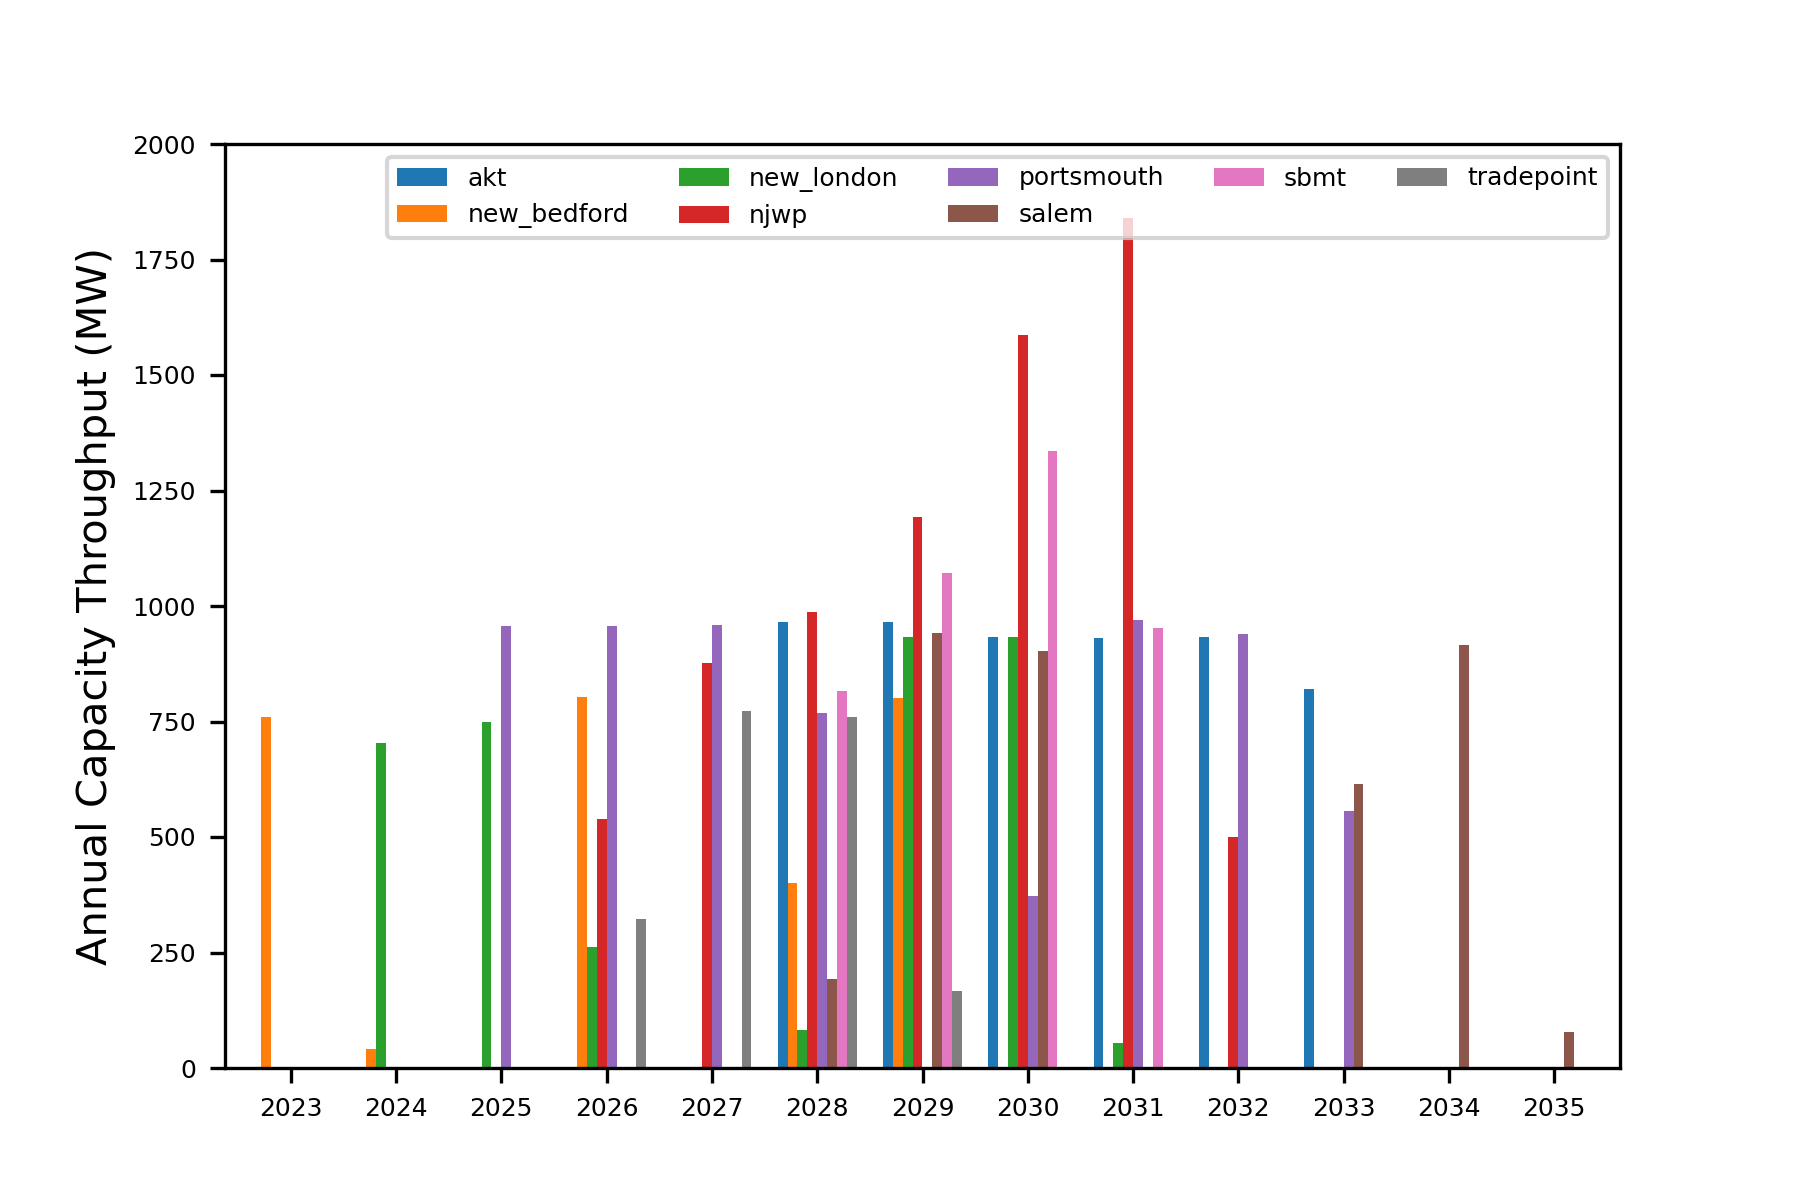 Annual Capacity Throughput (MW)
2000
1750
1500
1250
1000
750
500
250
0
akt new_london portsmouth sbmt tradepoint
new_bedford njwp salem
2023 2024 2025 2026 2027 2028 2029 2030 2031 2032 2033 2034 2035